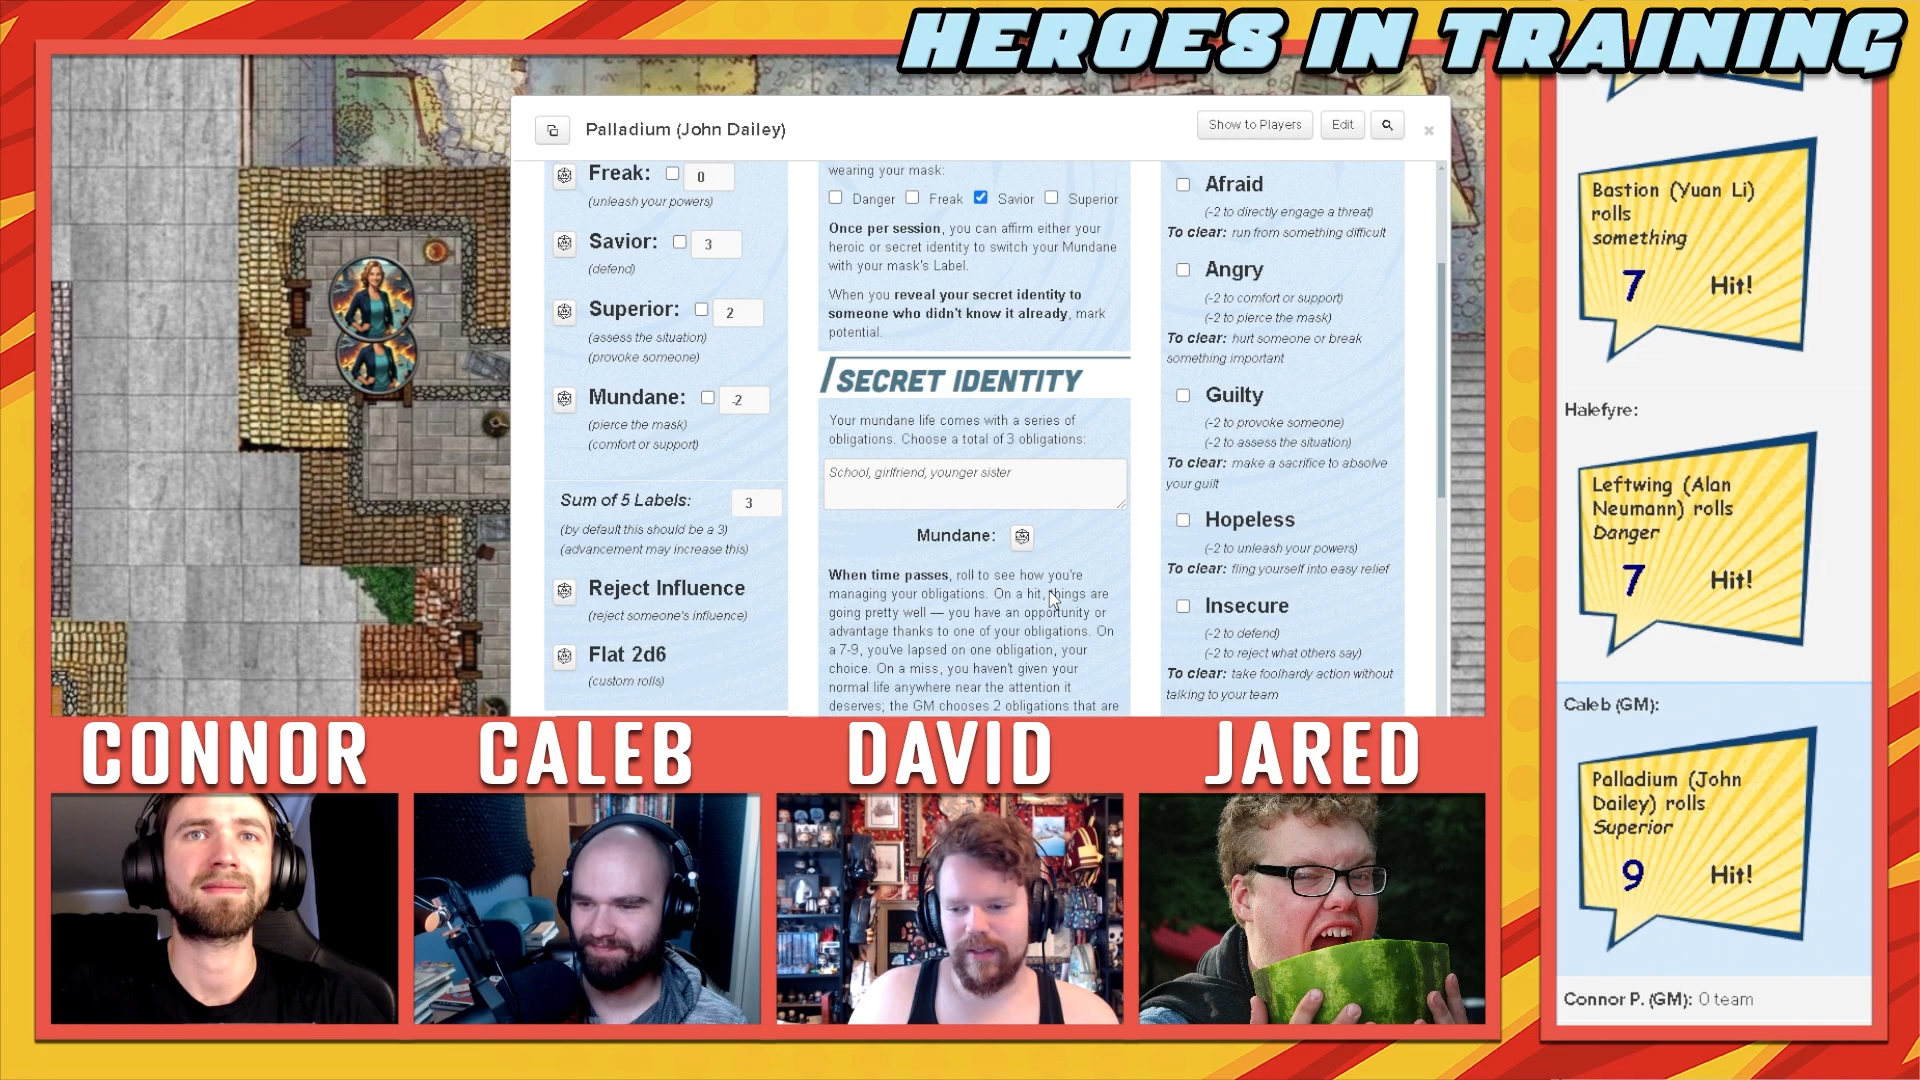 HEROES IN TRAINING
Palladium (John Dailey)
Show to Players
Edit
Freak:
0
(unleash your powers)
Savior:
3
(defend)
Superior:
2
(assess the situation)
(provoke someone)
Mundane:
-2
(pierce the mask)
(comfort or support)
Sum of 5 Labels:
3
(by default this should be a 3)
(advancement may increase this)
Reject Influence
(reject someone's influence)
Flat 2d6
(custom rolls)
wearing your mask:
Danger Freak Savior Superior
Once per session, you can affirm either your
heroic or secret identity to switch your Mundane
with your mask's Label.
When you reveal your secret identity to
someone who didn't know it already, mark
potential.
SECRET IDENTITY
Your mundane life comes with a series of
obligations. Choose a total of 3 obligations:
School, girlfriend, younger sister
Mundane:
When time passes, roll to see how you're
managing your obligations. On a hit, things are
going pretty well — you have an opportunity or
advantage thanks to one of your obligations. On
a 7-9, you've lapsed on one obligation, your
choice. On a miss, you haven't given your
normal life anywhere near the attention it
deserves; the GM chooses 2 obligations that are
Afraid
(-2 to directly engage a threat)
To clear: run from something difficult
Angry
(-2 to comfort or support)
(-2 to pierce the mask)
To clear: hurt someone or break
something important
Guilty
(-2 to provoke someone)
(-2 to assess the situation)
To clear: make a sacrifice to absolve
your guilt
Hopeless
(-2 to unleash your powers)
To clear: fling yourself into easy relief
Insecure
(-2 to defend)
(-2 to reject what others say)
To clear: take foolhardy action without
talking to your team
Bastion (Yuan Li)
rolls
something
7 Hit!
Halefyre:
Leftwing (Alan
Neumann) rolls
Danger
7 Hit!
Caleb (GM):
Palladium (John
Dailey) rolls
Superior
9 Hit!
Connor P. (GM): 0 team
CONNOR
CALEB
DAVID
JARED